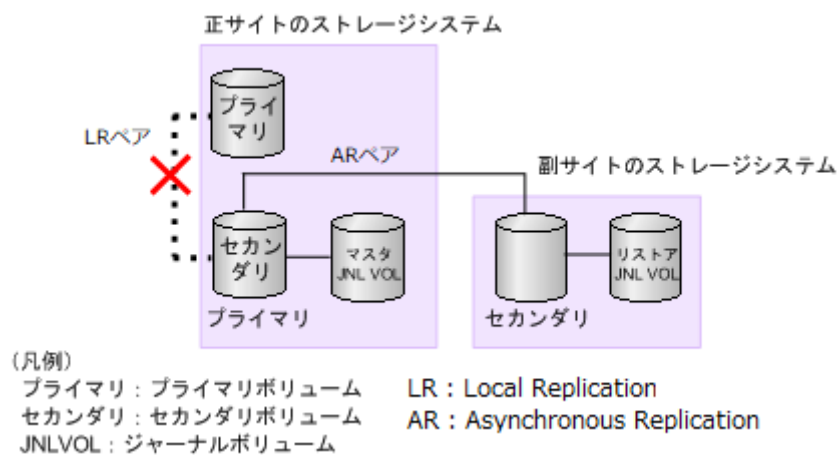 正サイトのストレージシステム
プライ
マリ
LRペア
ARペア
副サイトのストレージシステム
セカン
ダリ
マスタ
JNL VOL
リストア
JNL VOL
プライマリ
セカンダリ
(凡例)
プライマリ:プライマリボリューム
LR : Local Replication
セカンダリ:セカンダリボリューム
AR : Asynchronous Replication
JNLVOL:ジャーナルボリューム